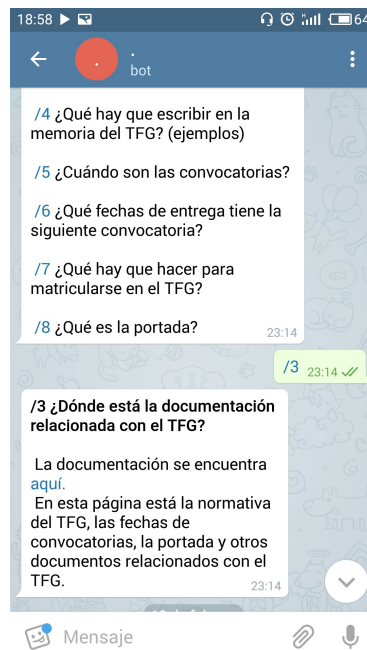 18:58
64
.
.
bot
/4 ¿Qué hay que escribir en la
memoria del TFG? (ejemplos)
/5 ¿Cuándo son las convocatorias?
/6 ¿Qué fechas de entrega tiene la
siguiente convocatoria?
/7 ¿Qué hay que hacer para
matricularse en el TFG?
/8 ¿Qué es la portada?
23:14
/3 23:14
/3 ¿Dónde está la documentación
relacionada con el TFG?
La documentación se encuentra
aquí.
En esta página está la normativa
del TFG, las fechas de
convocatorias, la portada y otros
documentos relacionados con el
TFG.
23:14
Mensaje